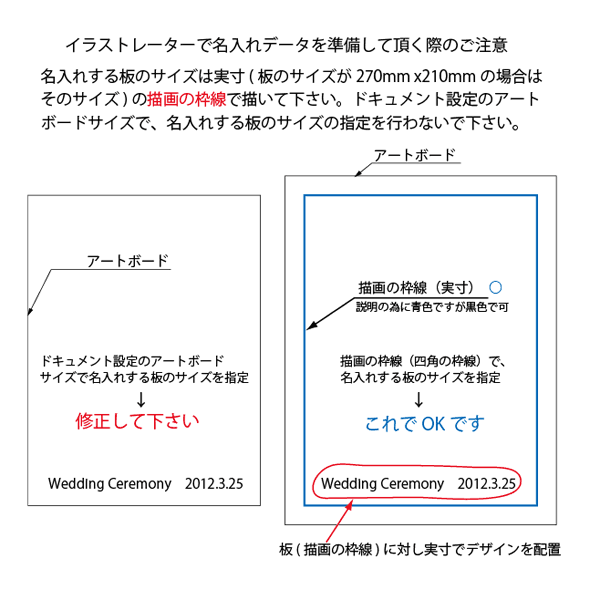 イラストレーターで名入れデータを準備して頂く際のご注意
名入れする板のサイズは実寸 ( 板のサイズが 270mm x210mm の場合は
そのサイズ ) の描画の枠線で描いて下さい。ドキュメント設定のアート
ボードサイズで、名入れする板のサイズの指定を行わないで下さい。
アートボード
ドキュメント設定のアートボード
サイズで名入れする板のサイズを指定
↓
修正して下さい
Wedding Ceremony 2012.3.25
アートボード
描画の枠線（実寸） ○
説明の為に青色ですが黒色で可
描画の枠線（四角の枠線）で、
名入れする板のサイズを指定
↓
これで OK です
Wedding Ceremony 2012.3.25
板 ( 描画の枠線 ) に対し実寸でデザインを配置